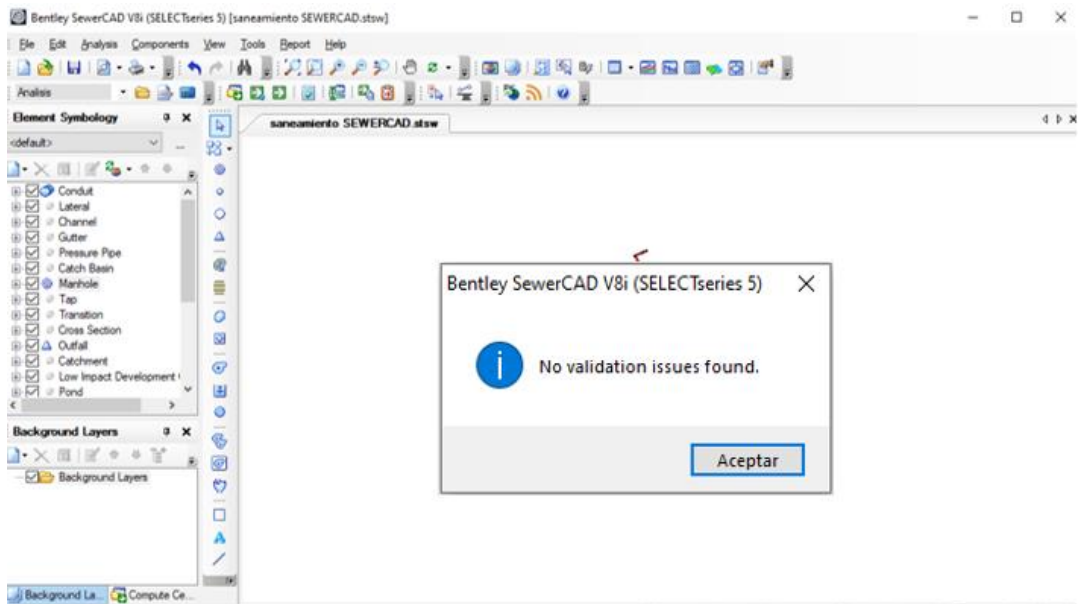 Bentley SewerCAD V8i (SELECTseries 5) [saneamiento SEWERCAD.stsw]
File Edit Analysis Components View Tools Report Help
Analisis
Element Symbology
saneamiento SEWERCAD.stsw
<default>
Conduit
Lateral
Channel
Gutter
Pressure Pipe
Catch Basin
Manhole
Tap
Transition
Cross Section
Outfall
Catchment
Low Impact Development
Pond
Bentley SewerCAD V8i (SELECTseries 5)
No validation issues found.
Aceptar
Background Layers
Background Layers
Background La...
Compute Ce...